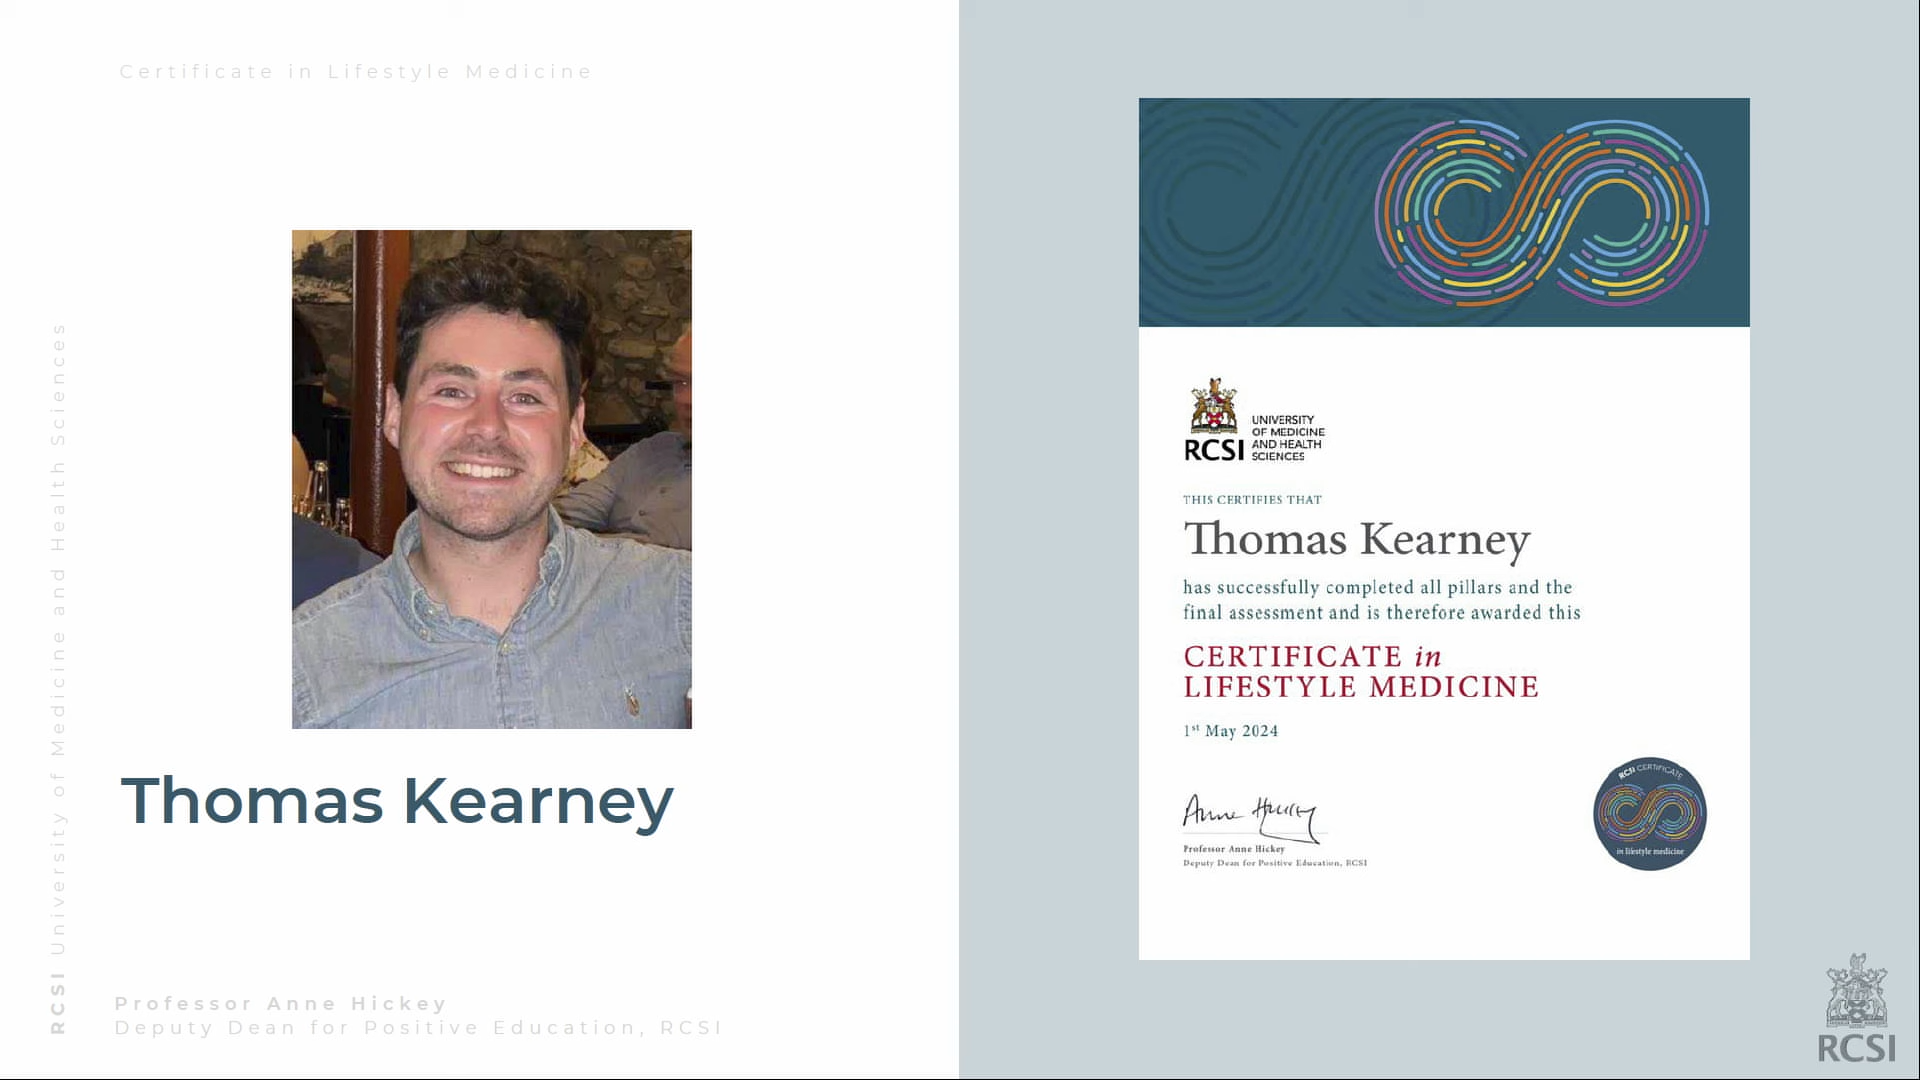 Certificate in Lifestyle Medicine
RCSI University of Medicine and Health Sciences
Thomas Kearney
Professor Anne Hickey
Deputy Dean for Positive Education, RCSI
RCSI
UNIVERSITY
OF MEDICINE
AND HEALTH
SCIENCES
THIS CERTIFIES THAT
Thomas Kearney
has successfully completed all pillars and the
final assessment and is therefore awarded this
CERTIFICATE in
LIFESTYLE MEDICINE
1st May 2024
Anne Hickey
Professor Anne Hickey
Deputy Dean for Positive Education, RCSI
RCSI CERTIFICATE
in lifestyle medicine
RCSI